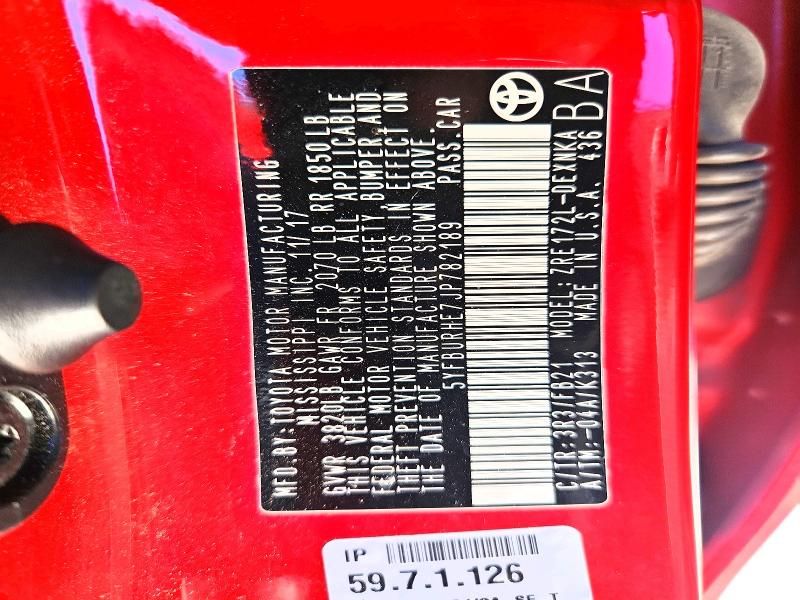 MFD.BY:TOYOTA MOTOR MANUFACTURING
MISSISSIPPI, INC. 11/17
GVWR 3820LB GAWR FR 2070 LB RR 1850LB
THIS VEHICLE CONFORMS TO ALL APPLICABLE
FEDERAL MOTOR VEHICLE SAFETY BUMPER, AND
THEFT PREVENTION STANDARDS IN EFFECT ON
THE DATE OF MANUFACTURE SHOWN ABOVE.
5YFBURHE7JP782189 PASS.CAR
C/TR:3R3/FB21 MODEL:ZRE172L-DEXNKA
A/TM:-04A/K313 MADE IN U.S.A. 436
BA
IP
59.7.1.126